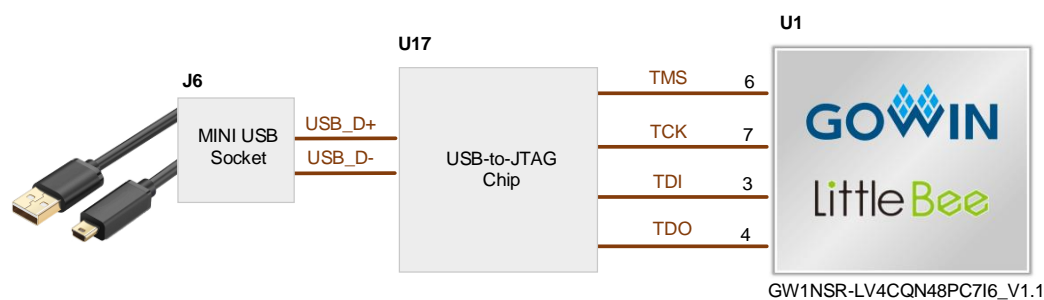 U1
U17
J6
MINI USB
Socket
USB_D+
USB_D-
USB-to-JTAG
Chip
TMS 6
TCK 7
TDI 3
TDO 4
GOWIN
LittleBee
GW1NSR-LV4CQN48PC7I6_V1.1